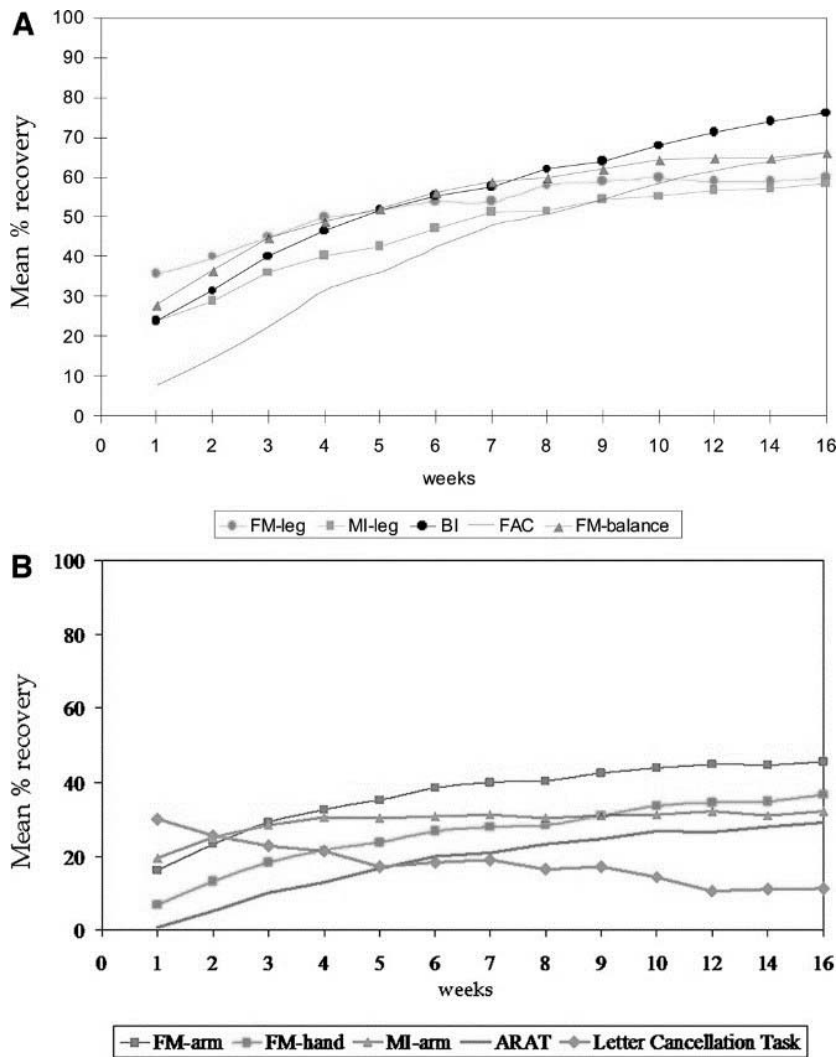 A
Mean % recovery
100
90
80
70
60
50
40
30
20
10
0
0 1 2 3 4 5 6 7 8 9 10 12 14 16
weeks
FM-leg MI-leg BI FAC FM-balance
B
Mean % recovery
100
80
60
40
20
0
0 1 2 3 4 5 6 7 8 9 10 12 14 16
weeks
FM-arm FM-hand MI-arm ARAT Letter Cancellation Task